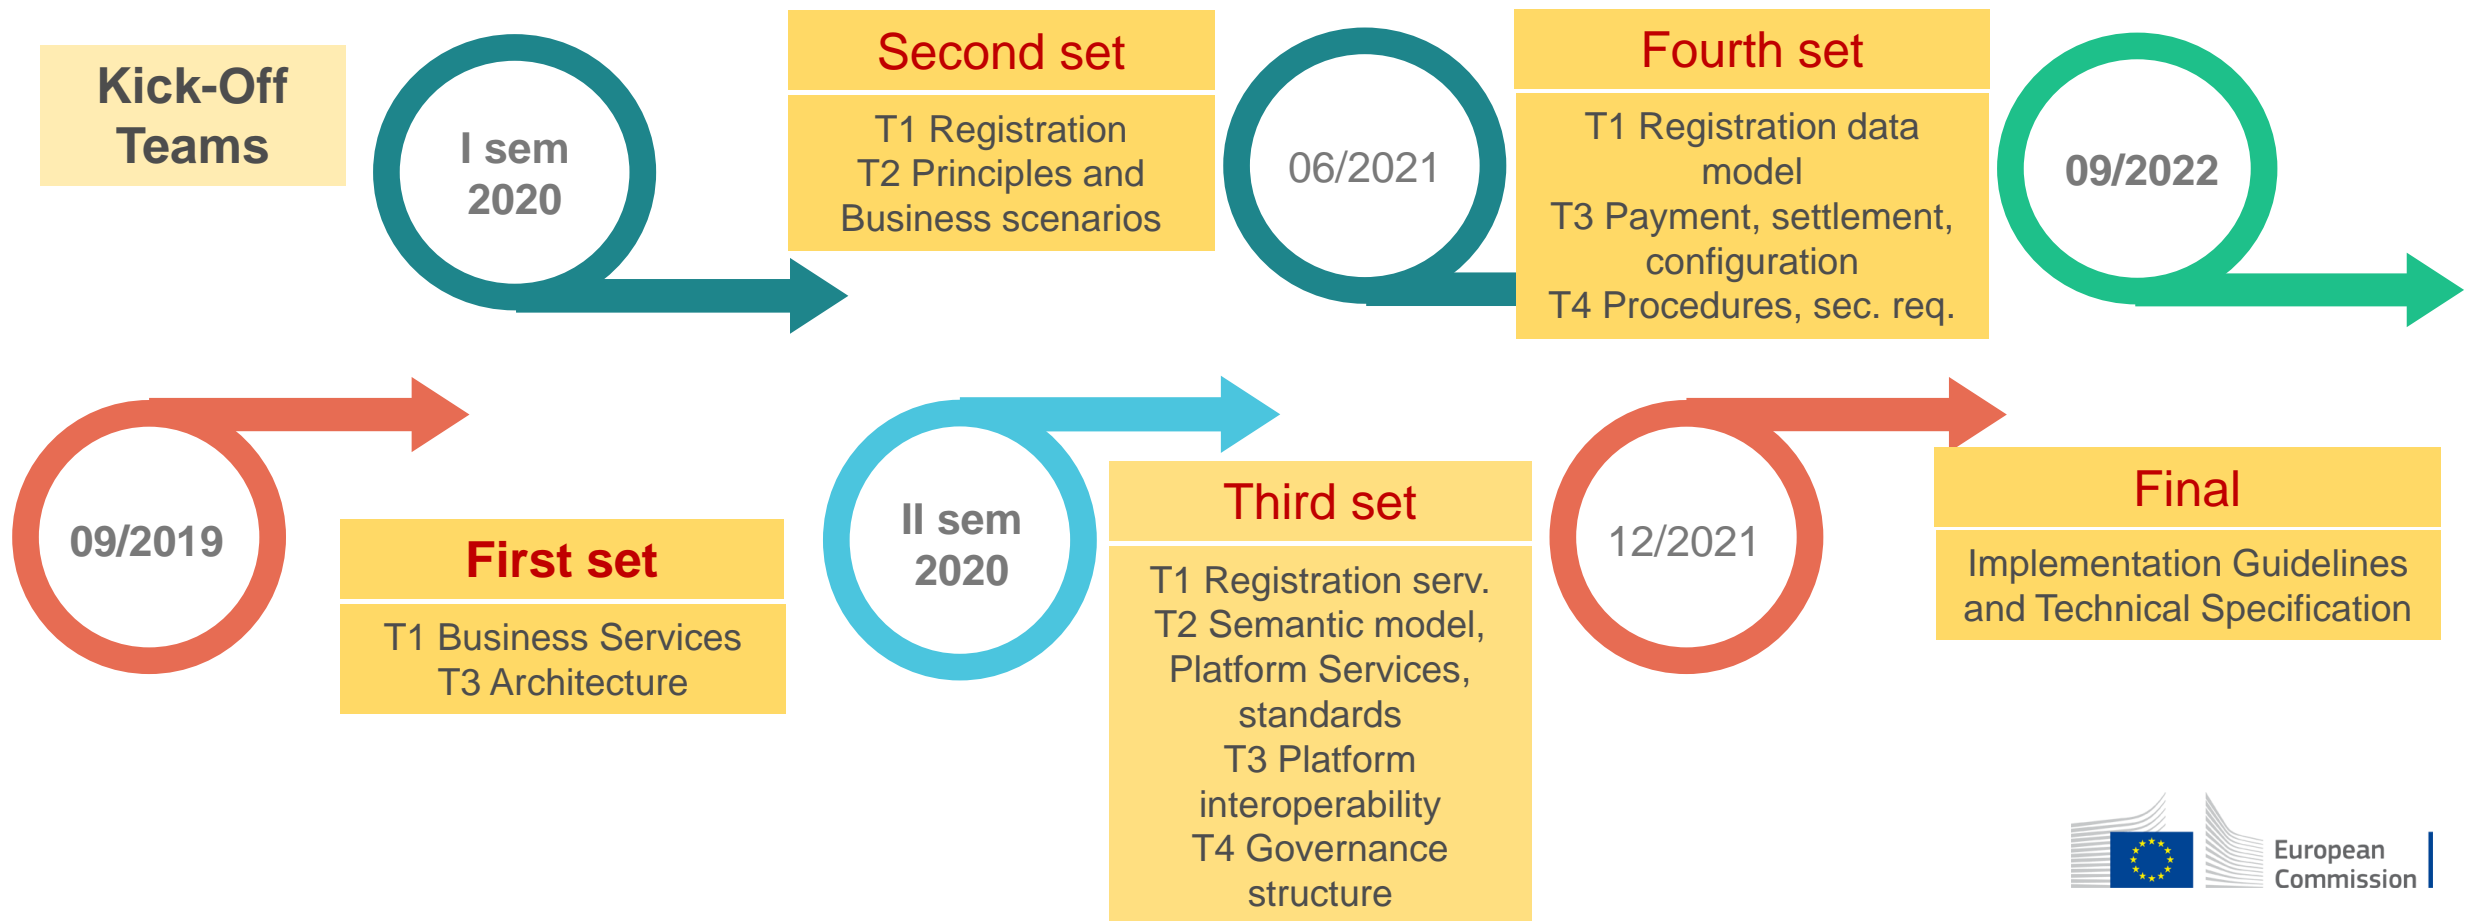 Kick-Off
Teams
I sem
2020
Second set
T1 Registration
T2 Principles and
Business scenarios
06/2021
Fourth set
T1 Registration data
model
T3 Payment, settlement,
configuration
T4 Procedures, sec. req.
09/2022
09/2019
First set
T1 Business Services
T3 Architecture
II sem
2020
Third set
T1 Registration serv.
T2 Semantic model,
Platform Services,
standards
T3 Platform
interoperability
T4 Governance
structure
12/2021
Final
Implementation Guidelines
and Technical Specification
European
Commission